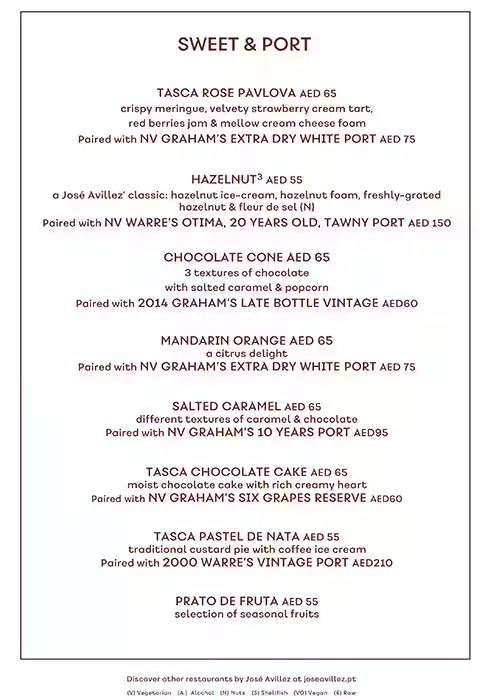 SWEET & PORT
TASCA ROSE PAVLOVA AED 65
crispy meringue, velvety strawberry cream tart,
red berries jam & mellow cream cheese foam
Paired with NV GRAHAM'S EXTRA DRY WHITE PORT AED 75
HAZELNUT³ AED 55
a José Avillez' classic: hazelnut ice-cream, hazelnut foam, freshly-grated
hazelnut & fleur de sel (N)
Paired with NV WARRE'S OTIMA, 20 YEARS OLD, TAWNY PORT AED 150
CHOCOLATE CONE AED 65
3 textures of chocolate
with salted caramel & popcorn
Paired with 2014 GRAHAM'S LATE BOTTLE VINTAGE AED60
MANDARIN ORANGE AED 65
a citrus delight
Paired with NV GRAHAM'S EXTRA DRY WHITE PORT AED 75
SALTED CARAMEL AED 65
different textures of caramel & chocolate
Paired with NV GRAHAM'S 10 YEARS PORT AED95
TASCA CHOCOLATE CAKE AED 65
moist chocolate cake with rich creamy heart
Paired with NV GRAHAM'S SIX GRAPES RESERVE AED60
TASCA PASTEL DE NATA AED 55
traditional custard pie with coffee ice cream
Paired with 2000 WARRE'S VINTAGE PORT AED210
PRATO DE FRUTA AED 55
selection of seasonal fruits
Discover other restaurants by José Avillez at joseavillez.pt
(V) Vegetarian (A) Alcohol (N) Nuts (S) Shellfish (VG) Vegan (R) Raw